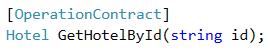 [OperationContract]
Hotel GetHotelById(string id);